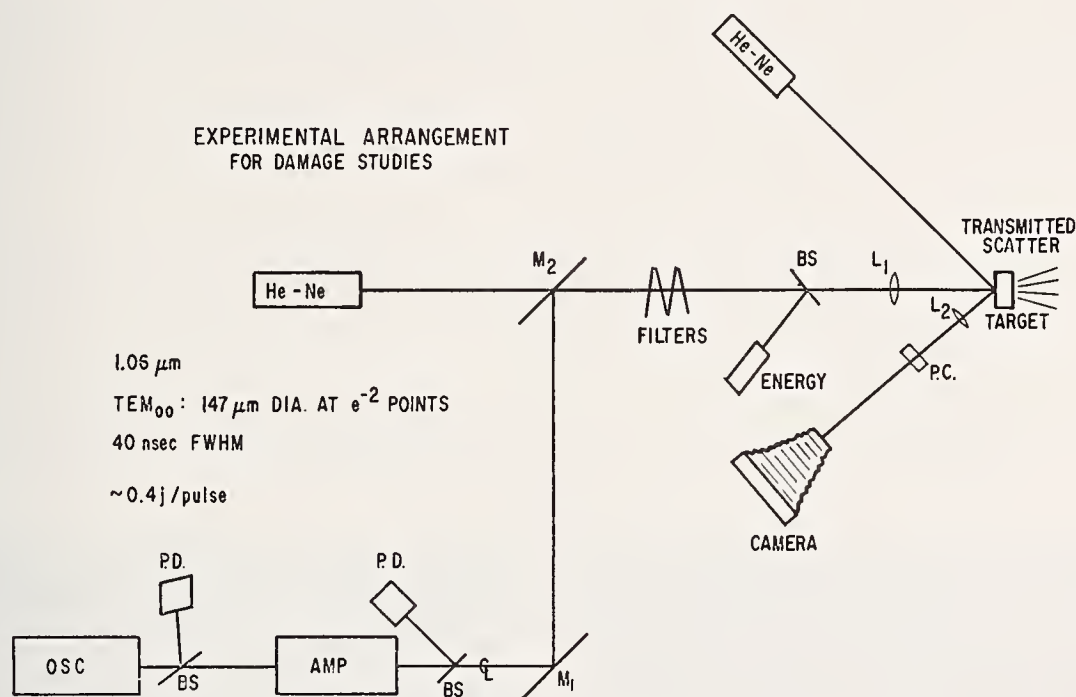 He-Ne
EXPERIMENTAL ARRANGEMENT
FOR DAMAGE STUDIES
TRANSMITTED
SCATTER
M2
BS
L1
He-Ne
L2
TARGET
FILTERS
P.C.
ENERGY
1.06 μm
TEM₀₀: 147 μm DIA. AT e⁻² POINTS
40 nsec FWHM
~0.4j/pulse
CAMERA
P.D.
P.D.
OSC
AMP
BS
BS
℄
M1